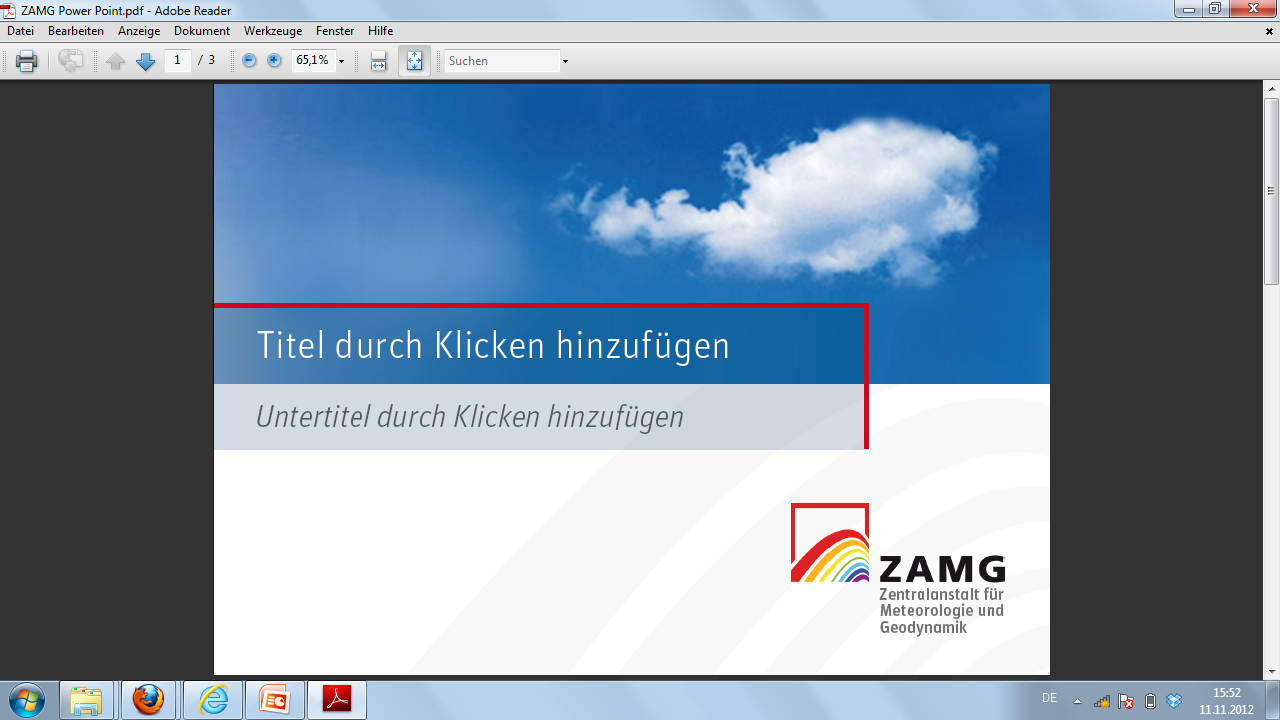 ZAMG Power Point.pdf - Adobe Reader
Datei Bearbeiten Anzeige Dokument Werkzeuge Fenster Hilfe
1 / 3 65,1% Suchen
Titel durch Klicken hinzufügen
Untertitel durch Klicken hinzufügen
ZAMG
Zentralanstalt für
Meteorologie und
Geodynamik
DE
15:52
11.11.2012